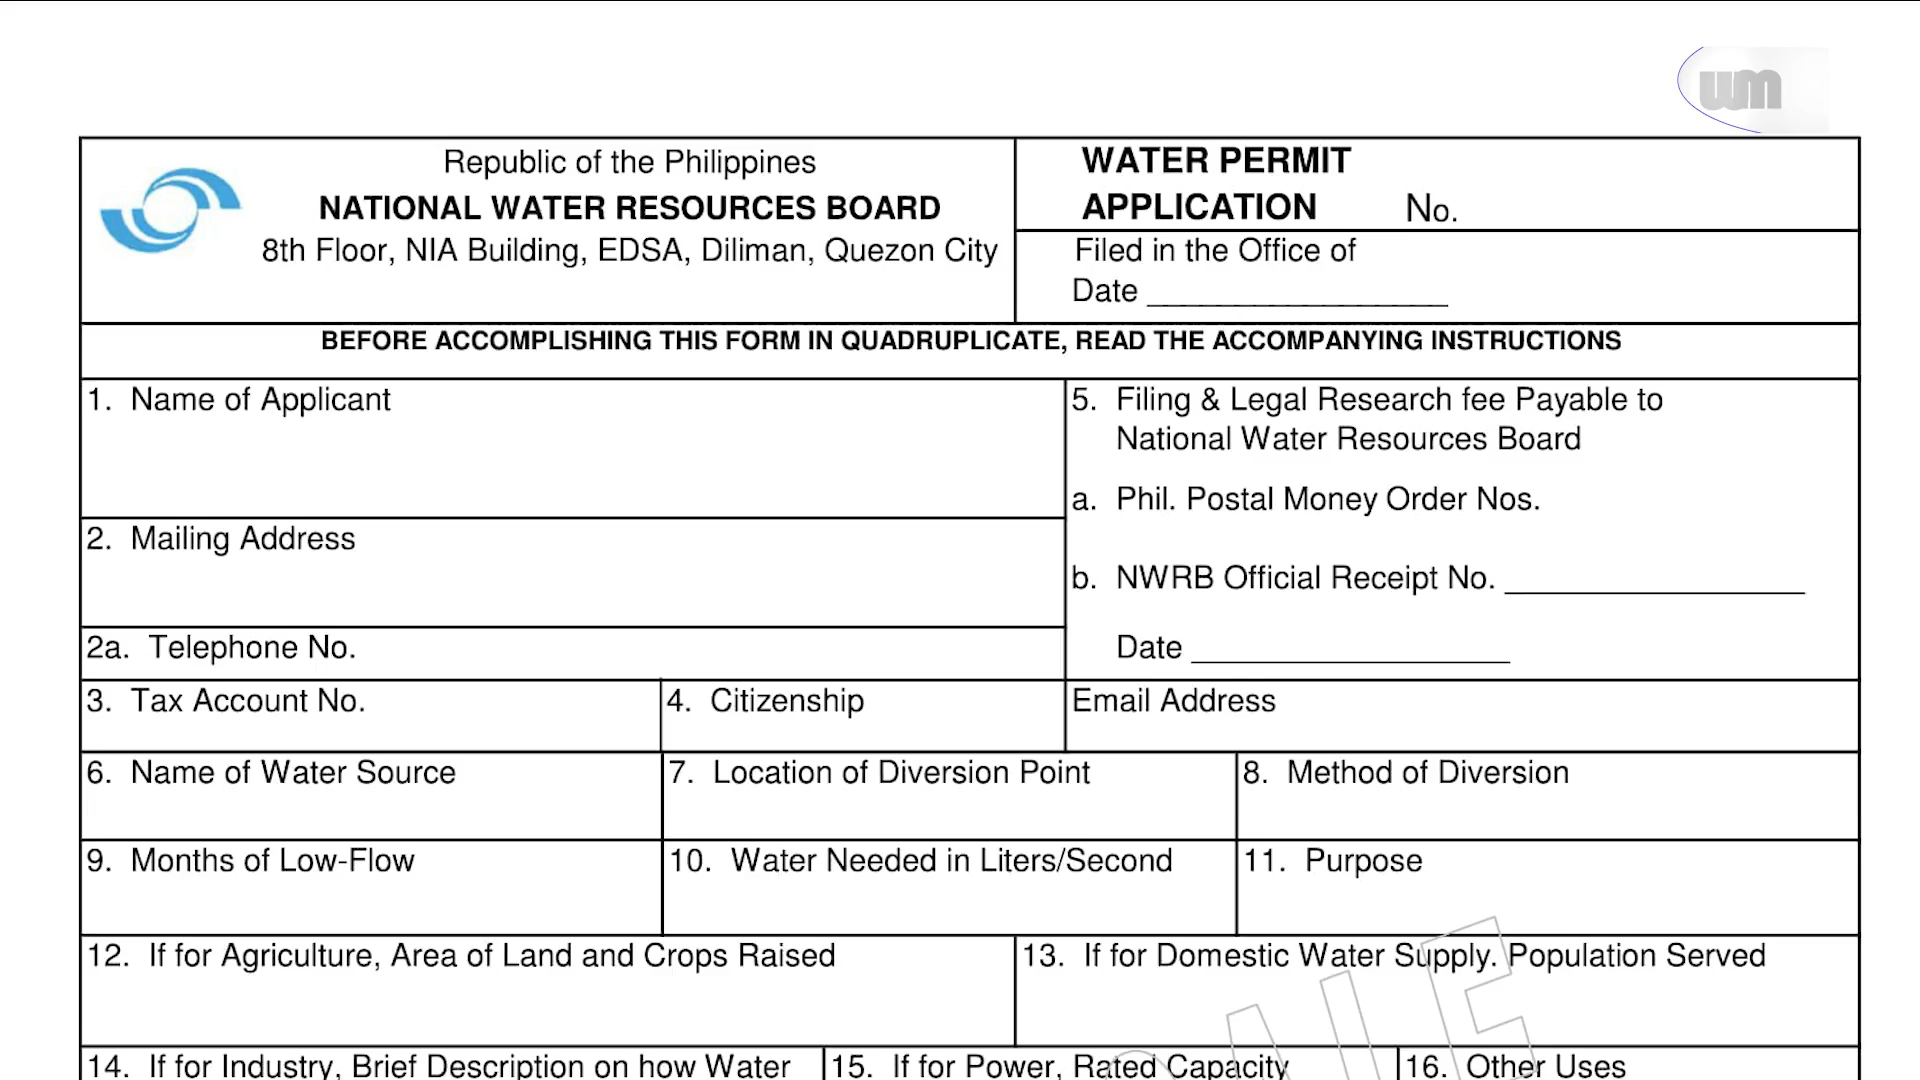 wm
Republic of the Philippines
NATIONAL WATER RESOURCES BOARD
8th Floor, NIA Building, EDSA, Diliman, Quezon City
WATER PERMIT
APPLICATION No.
Filed in the Office of
Date
BEFORE ACCOMPLISHING THIS FORM IN QUADRUPLICATE, READ THE ACCOMPANYING INSTRUCTIONS
1. Name of Applicant
2. Mailing Address
2a. Telephone No.
5. Filing & Legal Research fee Payable to
National Water Resources Board
a. Phil. Postal Money Order Nos.
b. NWRB Official Receipt No.
Date
3. Tax Account No.
4. Citizenship
Email Address
6. Name of Water Source
7. Location of Diversion Point
8. Method of Diversion
9. Months of Low-Flow
10. Water Needed in Liters/Second
11. Purpose
12. If for Agriculture, Area of Land and Crops Raised
13. If for Domestic Water Supply. Population Served
14. If for Industry, Brief Description on how Water
15. If for Power, Rated Capacity
16. Other Uses